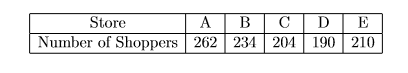 Store A B C D E
Number of Shoppers 262 234 204 190 210